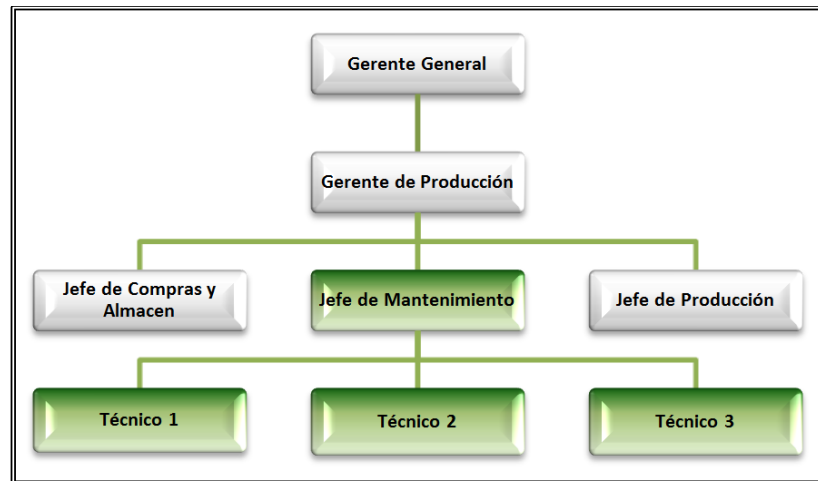 Gerente General
Gerente de Producción
Jefe de Compras y
Almacen
Jefe de Mantenimiento
Jefe de Producción
Técnico 1
Técnico 2
Técnico 3